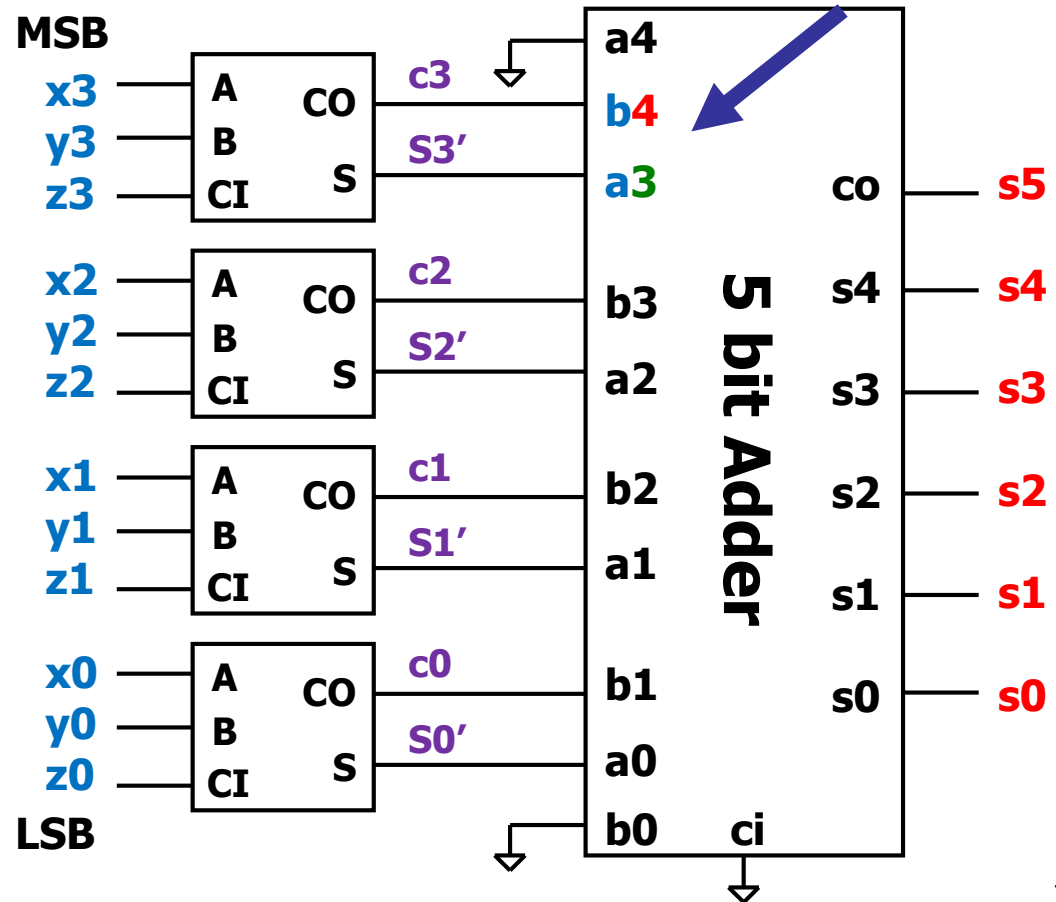 MSB
x3
y3
z3
A
B
CI
CO
S
c3
S3’
x2
y2
z2
A
B
CI
CO
S
c2
S2’
x1
y1
z1
A
B
CI
CO
S
c1
S1’
x0
y0
z0
A
B
CI
CO
S
c0
S0’
LSB
a4
b4
a3
b3
a2
b2
a1
b1
a0
b0
ci
5 bit Adder
co
s4
s3
s2
s1
s0
s5
s4
s3
s2
s1
s0